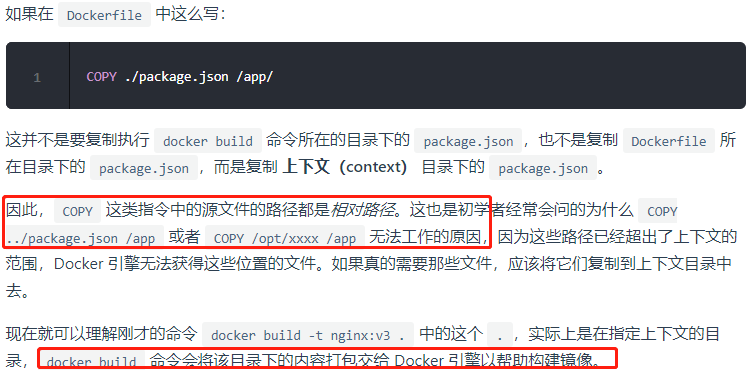 如果在 Dockerfile 中这么写：
1 COPY ./package.json /app/
这并不是要复制执行 docker build 命令所在的目录下的 package.json，也不是复制 Dockerfile 所
在目录下的 package.json，而是复制 上下文（context） 目录下的 package.json。
因此， COPY 这类指令中的源文件的路径都是相对路径。这也是初学者经常会问的为什么 COPY
../package.json /app 或者 COPY /opt/xxxx /app 无法工作的原因，因为这些路径已经超出了上下文的
范围，Docker 引擎无法获得这些位置的文件。如果真的需要那些文件，应该将它们复制到上下文目录中
去。
现在就可以理解刚才的命令 docker build -t nginx:v3 . 中的这个 . ，实际上是在指定上下文的目
录，docker build 命令会将该目录下的内容打包交给 Docker 引擎以帮助构建镜像。